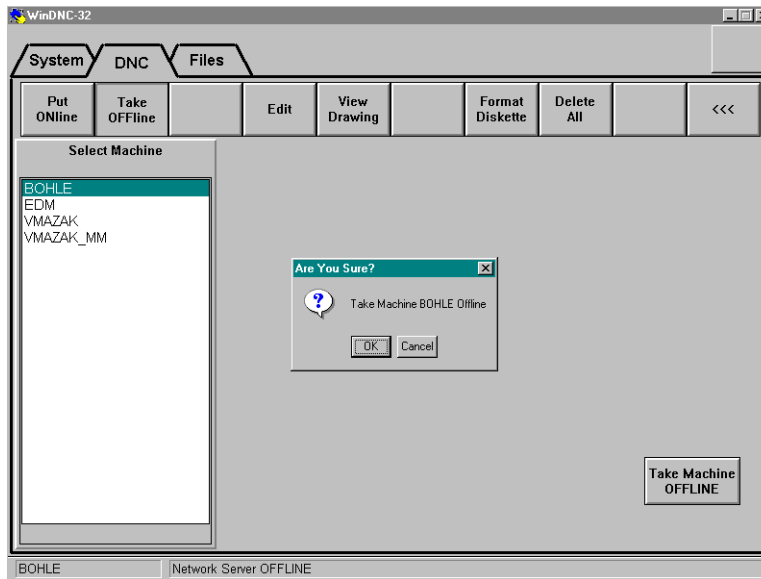 WinDNC-32
System DNC Files
Put ONline Take OFFline Edit View Drawing Format Diskette Delete All <<<
Select Machine
BOHLE
EDM
VMAZAK
VMAZAK_MM
Are You Sure?
? Take Machine BOHLE Offline
OK Cancel
Take Machine
OFFLINE
BOHLE Network Server OFFLINE